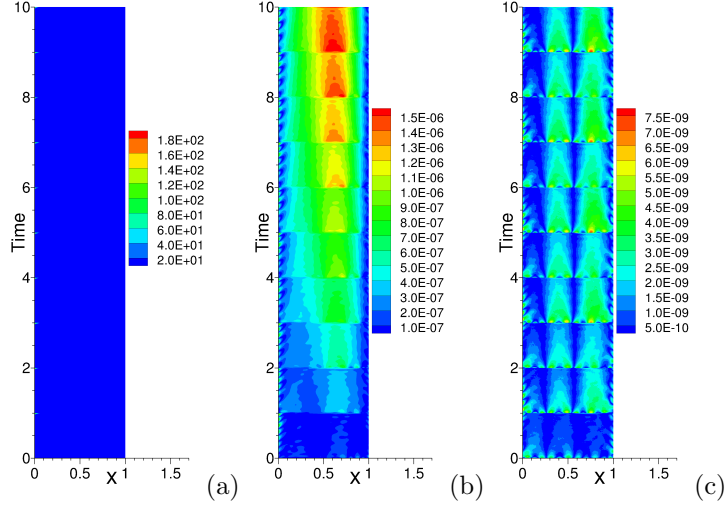 10
8
6
4
2
0
Time
0
0.5
X
1
1.5
1.8E+02
1.6E+02
1.4E+02
1.2E+02
1.0E+02
8.0E+01
6.0E+01
4.0E+01
2.0E+01
(a)
10
8
6
4
2
0
Time
0
0.5
X
1
1.5
1.5E-06
1.4E-06
1.3E-06
1.2E-06
1.1E-06
1.0E-06
9.0E-07
8.0E-07
7.0E-07
6.0E-07
5.0E-07
4.0E-07
3.0E-07
2.0E-07
1.0E-07
(b)
10
8
6
4
2
0
Time
0
0.5
X
1
1.5
7.5E-09
7.0E-09
6.5E-09
6.0E-09
5.5E-09
5.0E-09
4.5E-09
4.0E-09
3.5E-09
3.0E-09
2.5E-09
2.0E-09
1.5E-09
1.0E-09
5.0E-10
(c)